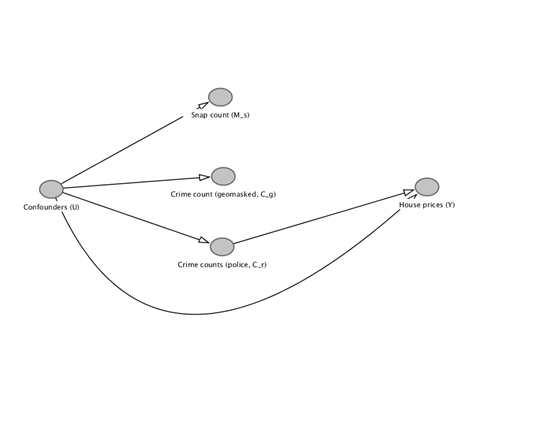 Snap count (M_s)
Crime count (geomasked, C_g)
Confounders (U)
House prices (Y)
Crime counts (police, C_r)